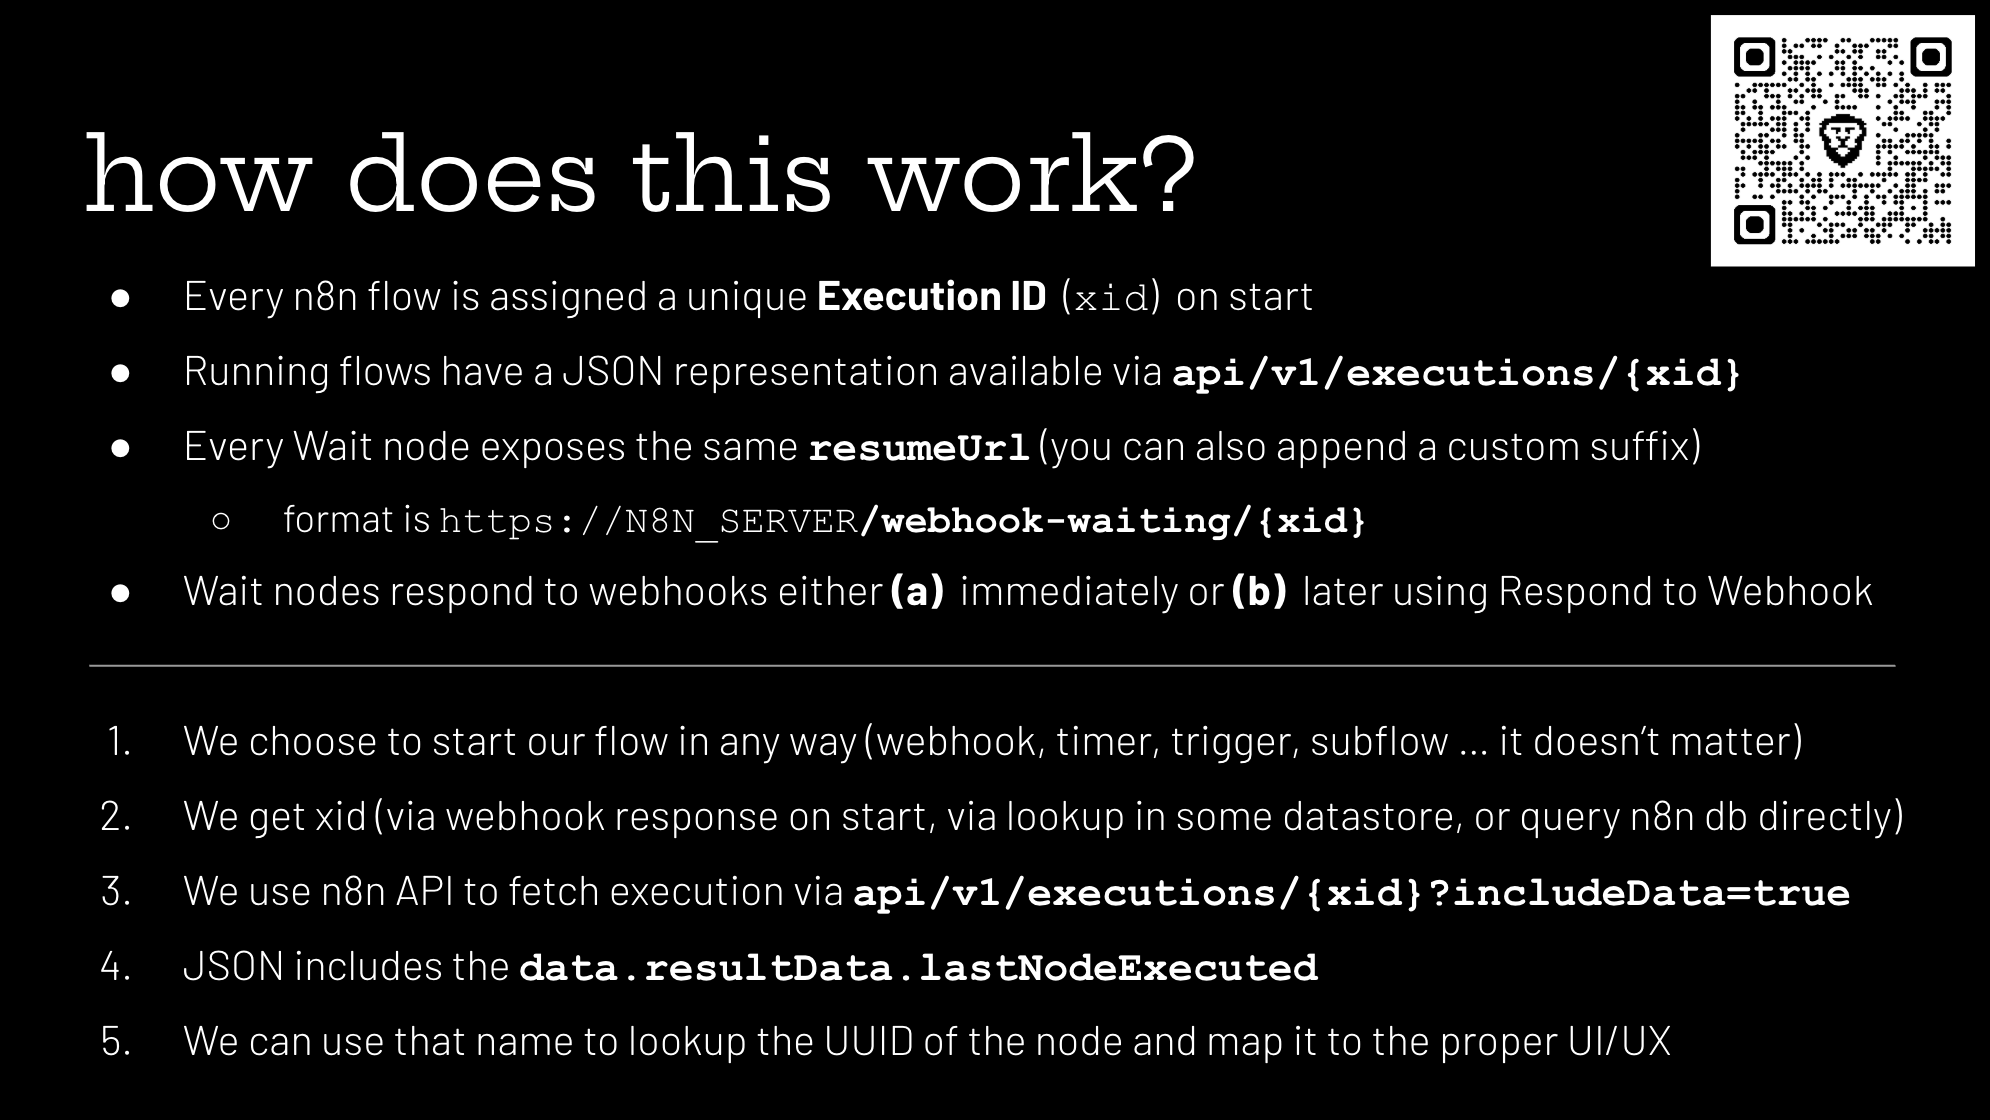 how does this work?
● Every n8n flow is assigned a unique Execution ID (xid) on start
● Running flows have a JSON representation available via api/v1/executions/{xid}
● Every Wait node exposes the same resumeUrl (you can also append a custom suffix)
○ format is https://N8N_SERVER/webhook-waiting/{xid}
● Wait nodes respond to webhooks either (a) immediately or (b) later using Respond to Webhook
1. We choose to start our flow in any way (webhook, timer, trigger, subflow ... it doesn’t matter)
2. We get xid (via webhook response on start, via lookup in some datastore, or query n8n db directly)
3. We use n8n API to fetch execution via api/v1/executions/{xid}?includeData=true
4. JSON includes the data.resultData.lastNodeExecuted
5. We can use that name to lookup the UUID of the node and map it to the proper UI/UX